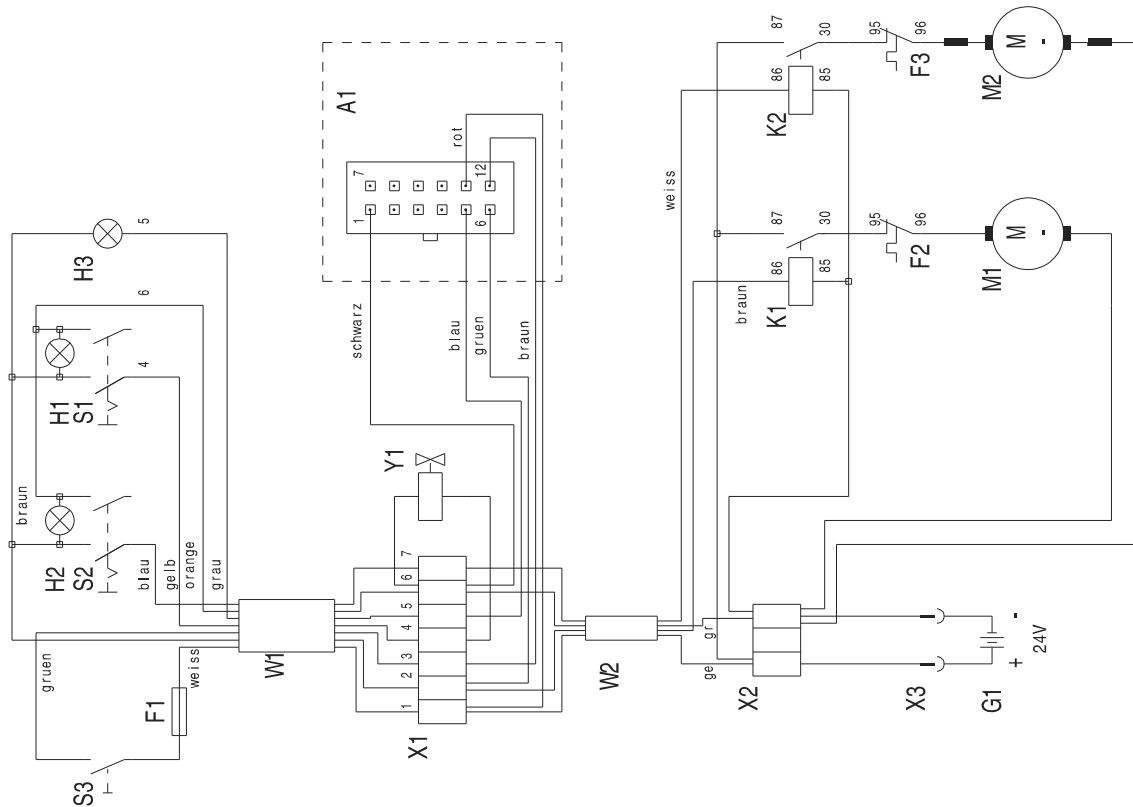 S3
gruen
F1
weiss
braun
H2
S2
blau
gelb
orange
grau
H1
S1
4
6
H3
5
W1
X1
1
2
3
4
5
6
7
Y1
schwarz
blau
gruen
braun
A1
1
7
6
12
rot
W2
weiss
braun
ge
gr
X2
X3
G1
+
-
24V
K1
86
85
87
30
F2
95
96
M1
M
-
K2
86
85
87
30
F3
95
96
M2
M
-